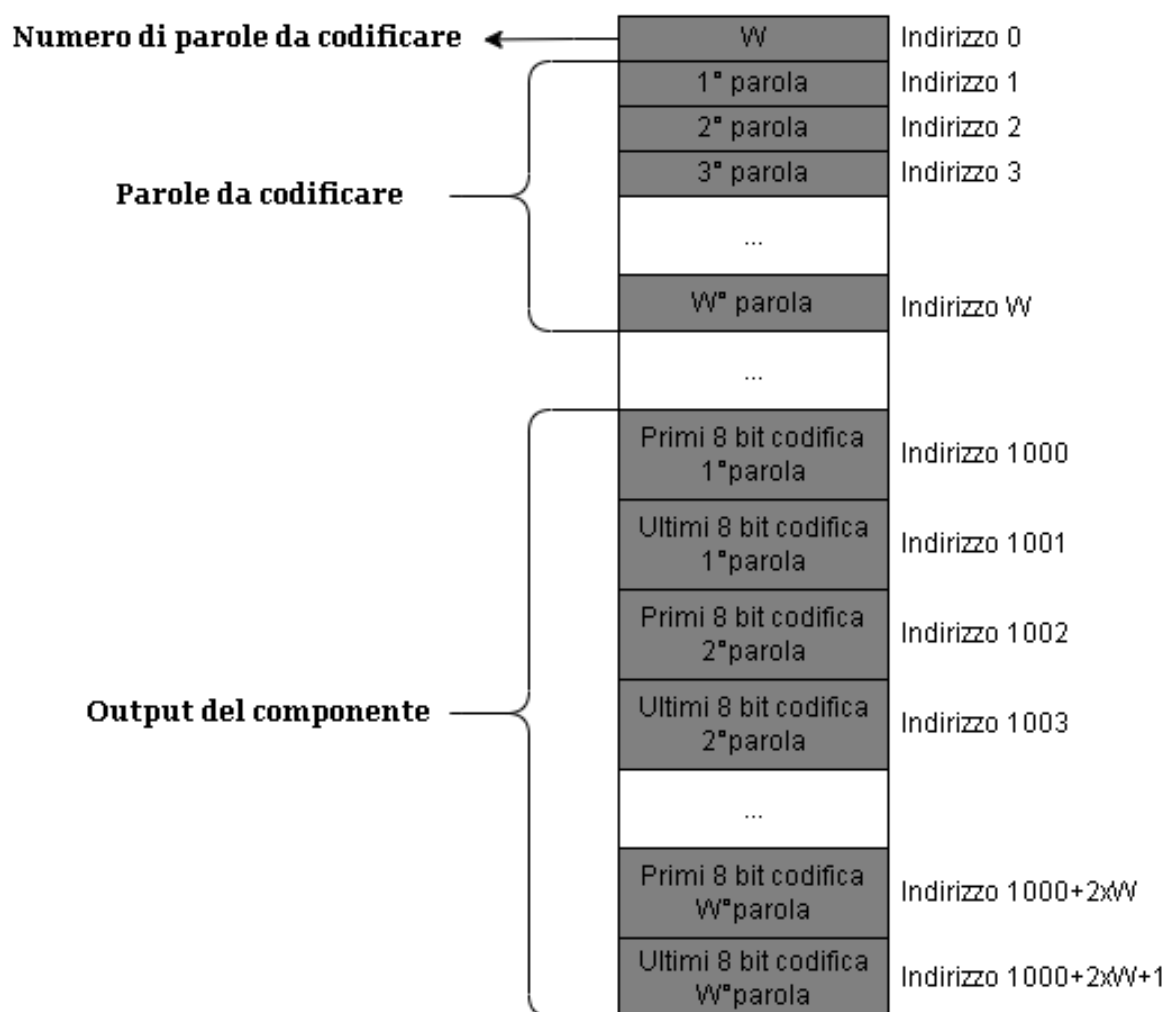 Numero di parole da codificare
W
Indirizzo 0
1° parola
Indirizzo 1
2° parola
Indirizzo 2
3° parola
Indirizzo 3
Parole da codificare
...
W° parola
Indirizzo W
...
Primi 8 bit codifica
1°parola
Indirizzo 1000
Ultimi 8 bit codifica
1°parola
Indirizzo 1001
Primi 8 bit codifica
2°parola
Indirizzo 1002
Output del componente
Ultimi 8 bit codifica
2°parola
Indirizzo 1003
...
Primi 8 bit codifica
W°parola
Indirizzo 1000+2xW
Ultimi 8 bit codifica
W°parola
Indirizzo 1000+2xW+1